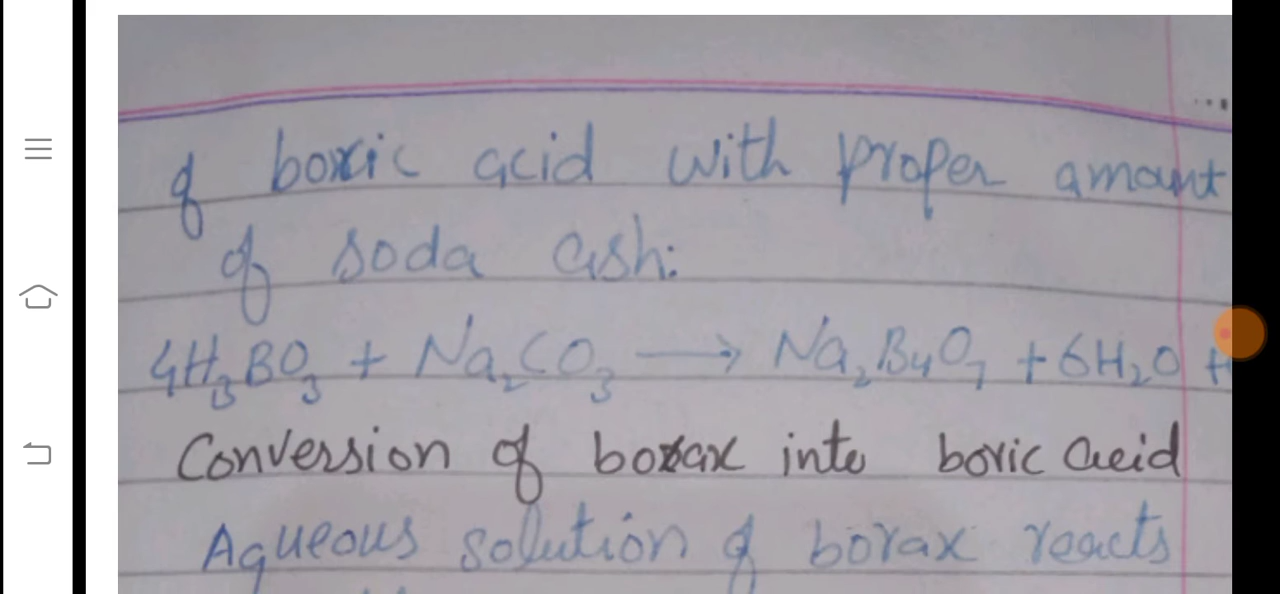 of boric acid with proper amount
of soda ash:
4H₃BO₃ + Na₂CO₃ → Na₂B₄O₇ + 6H₂O +
Conversion of borax into boric acid
Aqueous solution of borax reacts